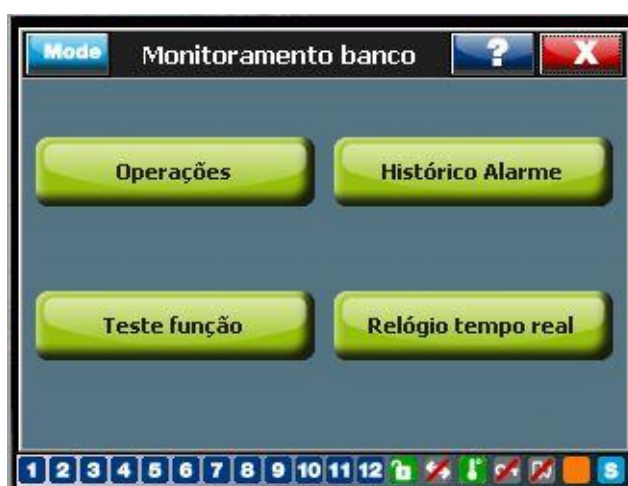 Mode Monitoramento banco ? X
Operações Histórico Alarme
Teste função Relógio tempo real
1 2 3 4 5 6 7 8 9 10 11 12 S